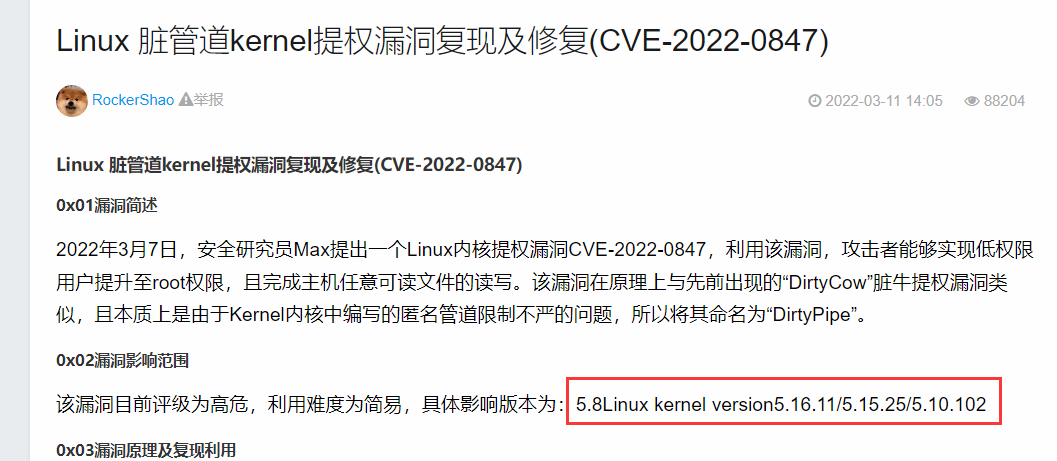 Linux 脏管道kernel提权漏洞复现及修复(CVE-2022-0847)
RockerShao 举报 2022-03-11 14:05 88204
Linux 脏管道kernel提权漏洞复现及修复(CVE-2022-0847)
0x01漏洞简述
2022年3月7日，安全研究员Max提出一个Linux内核提权漏洞CVE-2022-0847，利用该漏洞，攻击者能够实现低权限
用户提升至root权限，且完成主机任意可读文件的读写。该漏洞在原理上与先前出现的“DirtyCow”脏牛提权漏洞类
似，且本质上是由于Kernel内核中编写的匿名管道限制不严的问题，所以将其命名为“DirtyPipe”。
0x02漏洞影响范围
该漏洞目前评级为高危，利用难度为简易，具体影响版本为：5.8Linux kernel version5.16.11/5.15.25/5.10.102
0x03漏洞原理及复现利用